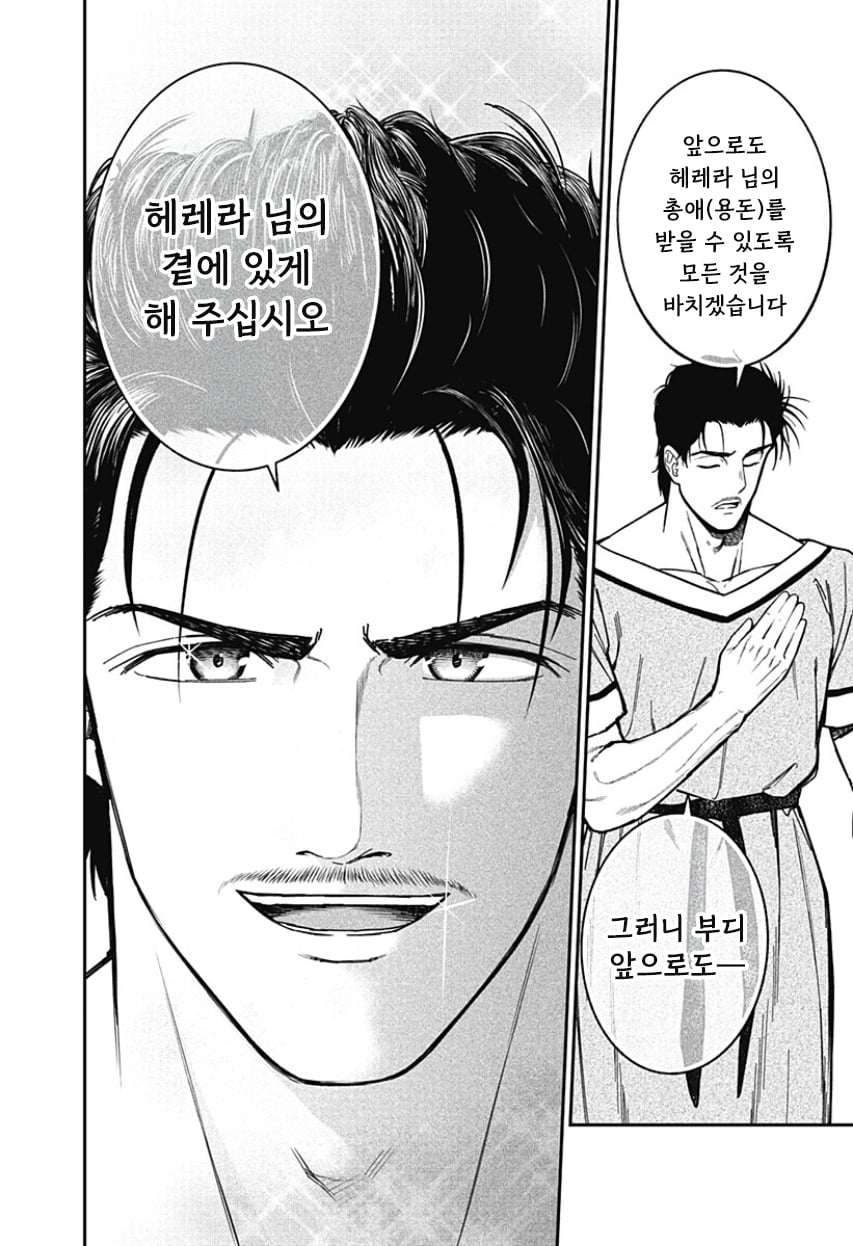 앞으로도
헤레라 님의
총애(용돈)를
받을 수 있도록
모든 것을
바치겠습니다
그러니 부디
앞으로도—
헤레라 님의
곁에 있게
해 주십시오